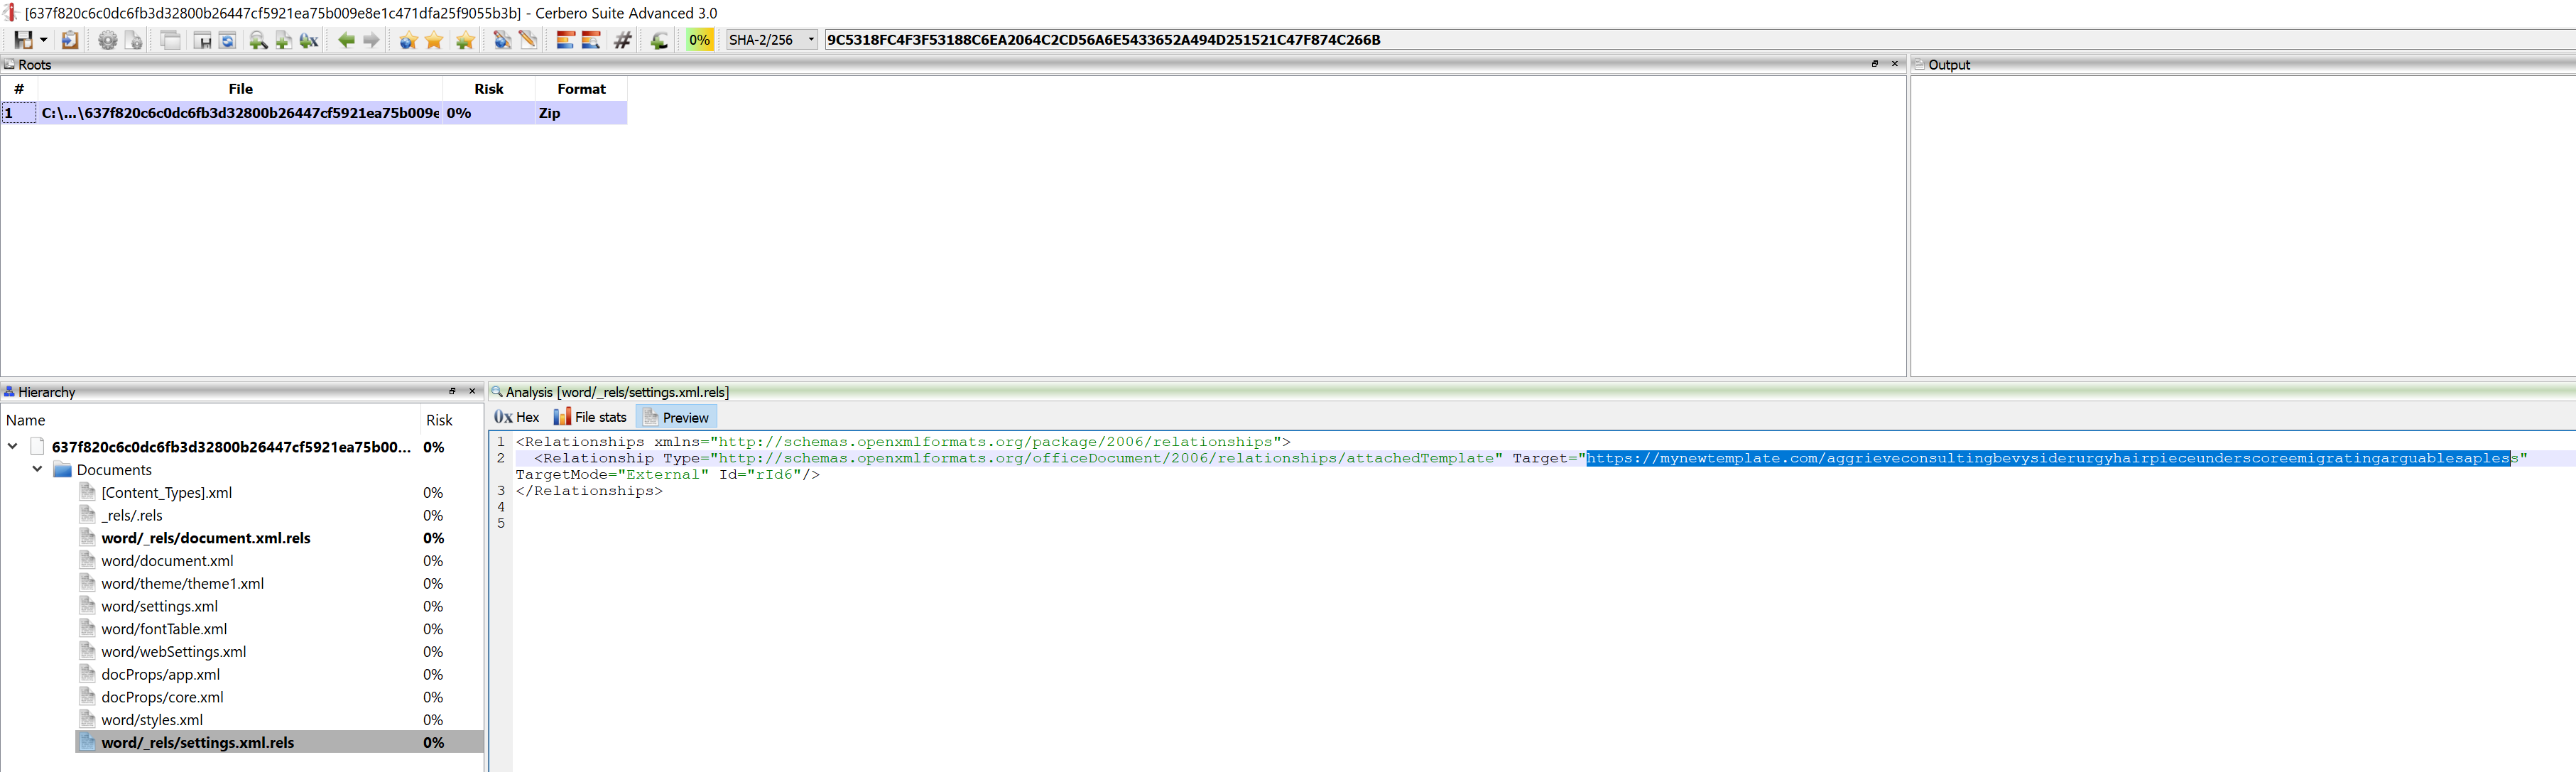 [637f820c6c0dc6fb3d32800b26447cf5921ea75b009e8e1c471dfa25f9055b3b] - Cerbero Suite Advanced 3.0
0% SHA-2/256 9C5318FC4F3F53188C6EA2064C2CD56A6E5433652A494D251521C47F874C266B
Roots
Output
# File Risk Format
1 C:\...\637f820c6c0dc6fb3d32800b26447cf5921ea75b009e 0% Zip
Hierarchy
Name Risk
637f820c6c0dc6fb3d32800b26447cf5921ea75b00... 0%
Documents
[Content_Types].xml 0%
_rels/.rels 0%
word/_rels/document.xml.rels 0%
word/document.xml 0%
word/theme/theme1.xml 0%
word/settings.xml 0%
word/fontTable.xml 0%
word/webSettings.xml 0%
docProps/app.xml 0%
docProps/core.xml 0%
word/styles.xml 0%
word/_rels/settings.xml.rels 0%
Analysis [word/_rels/settings.xml.rels]
0x Hex File stats Preview
1 <Relationships xmlns="http://schemas.openxmlformats.org/package/2006/relationships">
2 <Relationship Type="http://schemas.openxmlformats.org/officeDocument/2006/relationships/attachedTemplate" Target="https://mynewtemplate.com/aggrieveconsultingbevysiderurgyhairpieceunderscoreemigratingarguablesapless"
TargetMode="External" Id="rId6"/>
3 </Relationships>
4
5